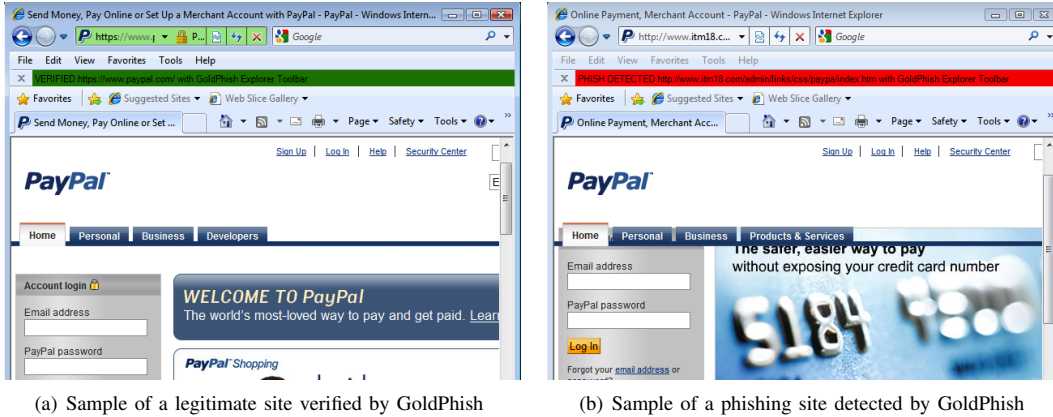 Send Money, Pay Online or Set Up a Merchant Account with PayPal - PayPal - Windows Intern...
https://www.p P...
Google
File Edit View Favorites Tools Help
X VERIFIED https://www.paypal.com/ with GoldPhish Explorer Toolbar
Favorites Suggested Sites Web Slice Gallery
Send Money, Pay Online or Set ... Page Safety Tools
Sign Up | Log In | Help | Security Center
PayPal
E
Home Personal Business Developers
Account login
Email address
PayPal password
WELCOME TO PayPal
The world's most-loved way to pay and get paid. Lear
PayPal Shopping
(a) Sample of a legitimate site verified by GoldPhish
Online Payment, Merchant Account - PayPal - Windows Internet Explorer
http://www.itm18.c...
Google
File Edit View Favorites Tools Help
X PHISH DETECTED http://www.itm18.com/admin/links/css/paypa/index.htm with GoldPhish Explorer Toolbar
Favorites Suggested Sites Web Slice Gallery
Online Payment, Merchant Acc... Page Safety Tools
Sign Up | Log In | Help | Security Center
PayPal
Home Personal Business Products & Services
Email address
PayPal password
Log In
Forgot your email address or
The safer, easier way to pay
without exposing your credit card number
5184
(b) Sample of a phishing site detected by GoldPhish